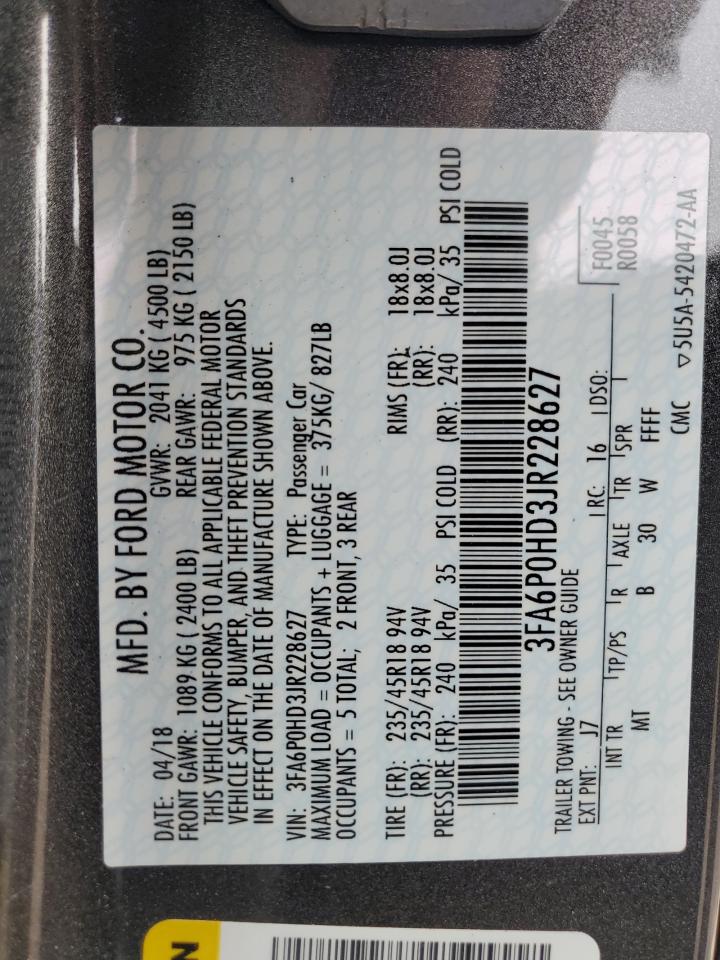 MFD. BY FORD MOTOR CO.
DATE: 04/18 GVWR: 2041 KG ( 4500 LB)
FRONT GAWR: 1089 KG ( 2400 LB) REAR GAWR: 975 KG ( 2150 LB)
THIS VEHICLE CONFORMS TO ALL APPLICABLE FEDERAL MOTOR
VEHICLE SAFETY, BUMPER, AND THEFT PREVENTION STANDARDS
IN EFFECT ON THE DATE OF MANUFACTURE SHOWN ABOVE.
VIN: 3FA6P0HD3JR228627 TYPE: Passenger Car
MAXIMUM LOAD = OCCUPANTS + LUGGAGE = 375KG/ 827LB
OCCUPANTS = 5 TOTAL; 2 FRONT, 3 REAR
TIRE (FR): 235/45R18 94V RIMS (FR): 18x8.0J
(RR): 235/45R18 94V (RR): 18x8.0J
PRESSURE (FR): 240 kPa/ 35 PSI COLD (RR): 240 kPa/ 35 PSI COLD
3FA6P0HD3JR228627
TRAILER TOWING - SEE OWNER GUIDE F0045
EXT PNT: J7 RC: 16 DSO: R0058
INT TR TP/PS R AXLE TR SPR
MT B 30 W FFFF
CMC ▽5U5A-5420472-AA
N